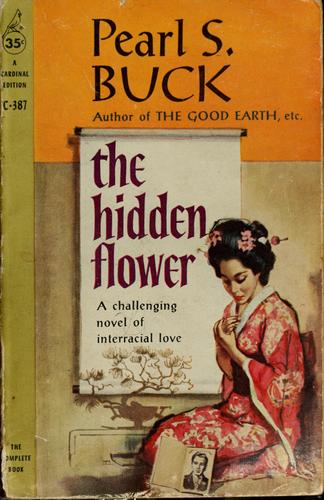 35¢
A
CARDINAL
EDITION
C-387
Pearl S.
BUCK
Author of THE GOOD EARTH, etc.
the
hidden
flower
A challenging
novel of
interracial love
THE
COMPLETE
BOOK